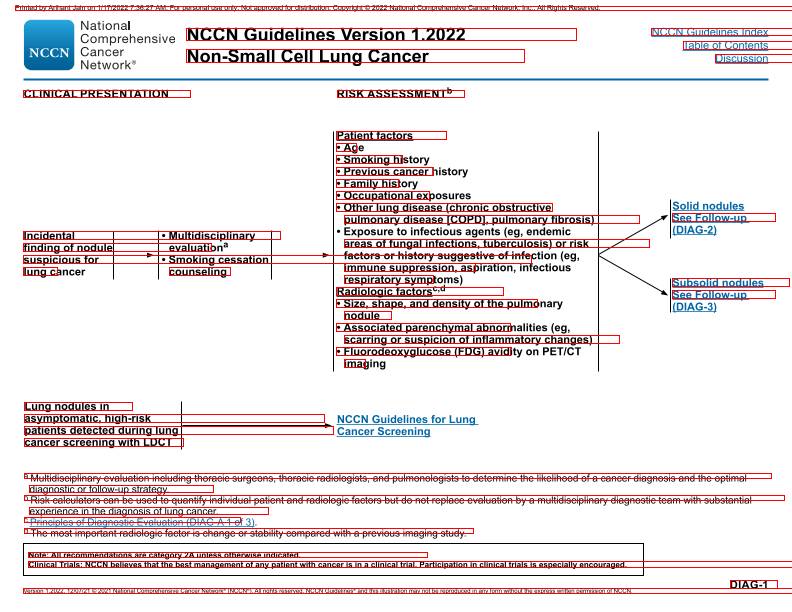 Printed by Arihant Jain on 1/17/2022 7:36:27 AM. For personal use only. Not approved for distribution. Copyright © 2022 National Comprehensive Cancer Network, Inc., All Rights Reserved.
NCCN
National
Comprehensive
Cancer
Network®
NCCN Guidelines Version 1.2022
Non-Small Cell Lung Cancer
NCCN Guidelines Index
Table of Contents
Discussion
CLINICAL PRESENTATION
RISK ASSESSMENTb
Incidental
finding of nodule
suspicious for
lung cancer
• Multidisciplinary
evaluationa
• Smoking cessation
counseling
Patient factors
• Age
• Smoking history
• Previous cancer history
• Family history
• Occupational exposures
• Other lung disease (chronic obstructive
pulmonary disease [COPD], pulmonary fibrosis)
• Exposure to infectious agents (eg, endemic
areas of fungal infections, tuberculosis) or risk
factors or history suggestive of infection (eg,
immune suppression, aspiration, infectious
respiratory symptoms)
Radiologic factorsc,d
• Size, shape, and density of the pulmonary
nodule
• Associated parenchymal abnormalities (eg,
scarring or suspicion of inflammatory changes)
• Fluorodeoxyglucose (FDG) avidity on PET/CT
imaging
Solid nodules
See Follow-up
(DIAG-2)
Subsolid nodules
See Follow-up
(DIAG-3)
Lung nodules in
asymptomatic, high-risk
patients detected during lung
cancer screening with LDCT
NCCN Guidelines for Lung
Cancer Screening
a Multidisciplinary evaluation including thoracic surgeons, thoracic radiologists, and pulmonologists to determine the likelihood of a cancer diagnosis and the optimal
diagnostic or follow-up strategy.
b Risk calculators can be used to quantify individual patient and radiologic factors but do not replace evaluation by a multidisciplinary diagnostic team with substantial
experience in the diagnosis of lung cancer.
c Principles of Diagnostic Evaluation (DIAG-A 1 of 3).
d The most important radiologic factor is change or stability compared with a previous imaging study.
Note: All recommendations are category 2A unless otherwise indicated.
Clinical Trials: NCCN believes that the best management of any patient with cancer is in a clinical trial. Participation in clinical trials is especially encouraged.
DIAG-1
Version 1.2022, 12/07/21 © 2021 National Comprehensive Cancer Network® (NCCN®), All rights reserved. NCCN Guidelines® and this illustration may not be reproduced in any form without the express written permission of NCCN.